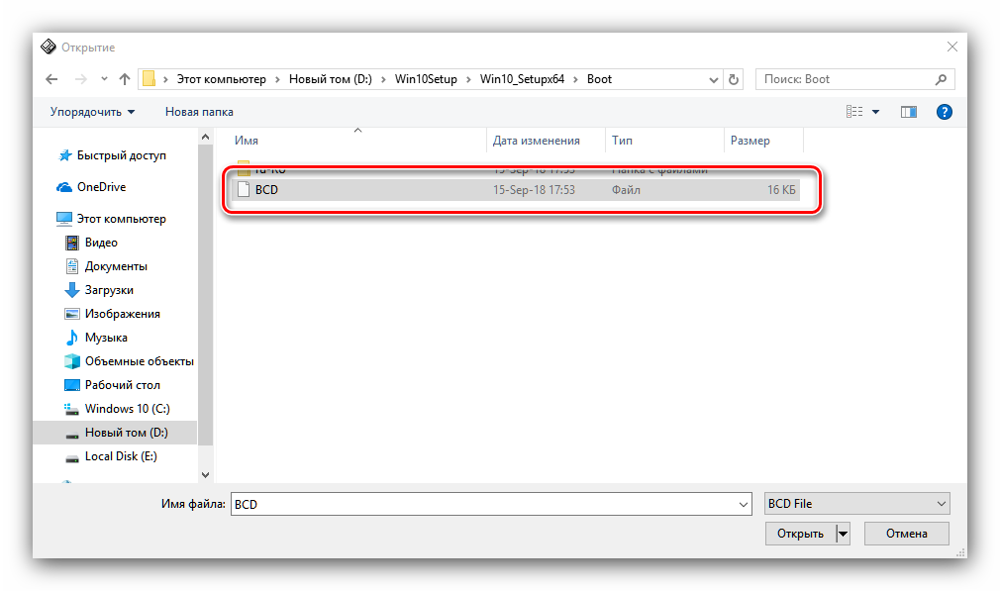 Открытие
Этот компьютер > Новый том (D:) > Win10Setup > Win10_Setupx64 > Boot
Поиск: Boot
Упорядочить
Новая папка
Имя
Дата изменения
Тип
Размер
ru-RU 15-Sep-18 17:53 Папка с файлами
BCD 15-Sep-18 17:53 Файл 16 КБ
Быстрый доступ
OneDrive
Этот компьютер
Видео
Документы
Загрузки
Изображения
Музыка
Объемные объекты
Рабочий стол
Windows 10 (C:)
Новый том (D:)
Local Disk (E:)
Имя файла: BCD
BCD File
Открыть
Отмена